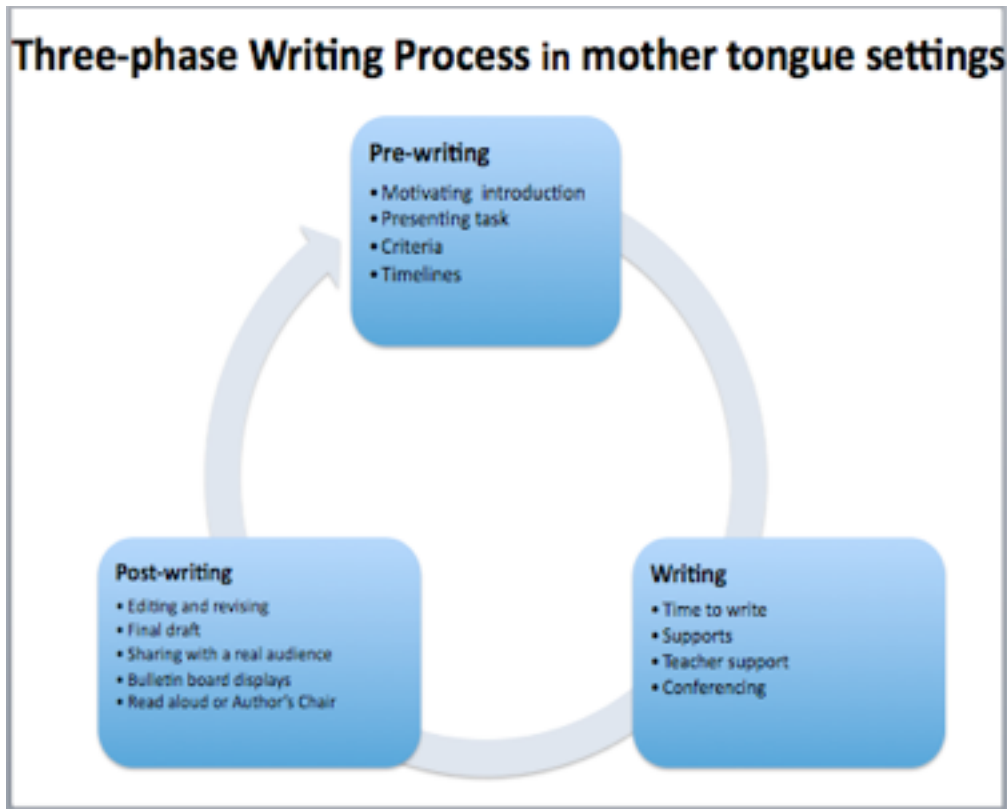 Three-phase Writing Process in mother tongue settings
Pre-writing
• Motivating introduction
• Presenting task
• Criteria
• Timelines
Post-writing
• Editing and revising
• Final draft
• Sharing with a real audience
• Bulletin board displays
• Read aloud or Author's Chair
Writing
• Time to write
• Supports
• Teacher support
• Conferencing